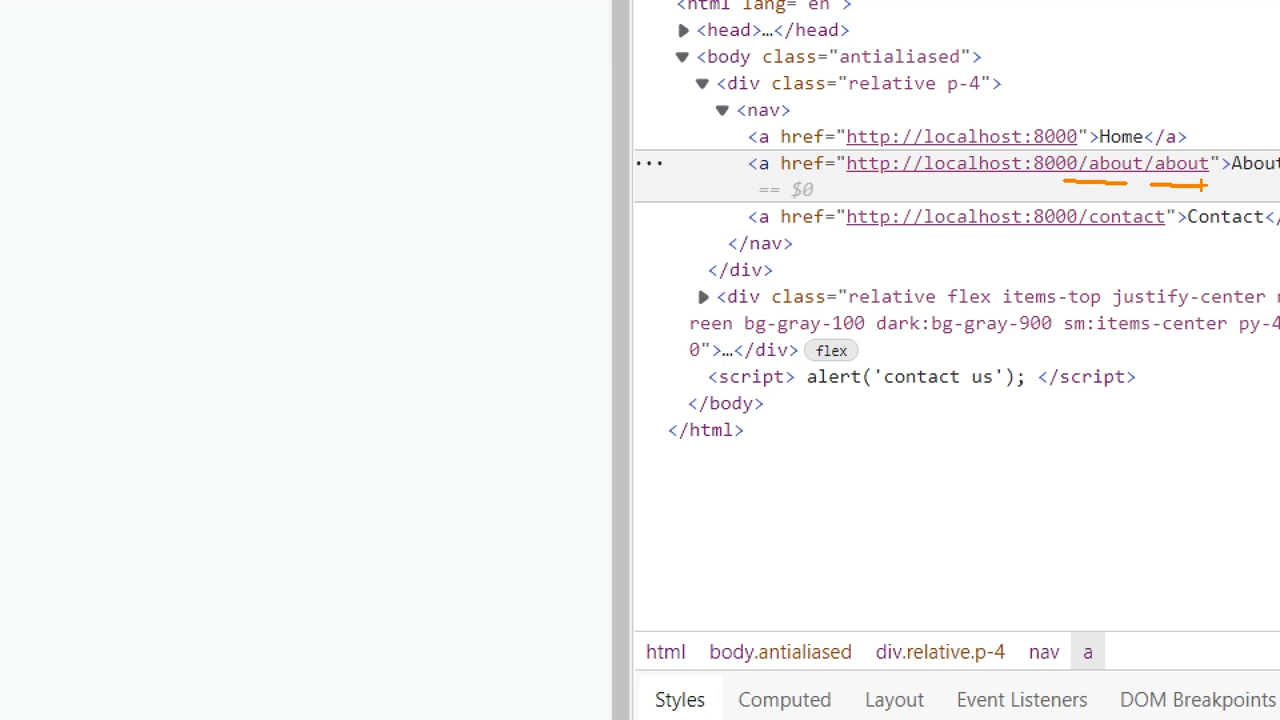 <html lang="en">
<head>…</head>
<body class="antialiased">
<div class="relative p-4">
<nav>
<a href="http://localhost:8000">Home</a>
<a href="http://localhost:8000/about/about">About
== $0
<a href="http://localhost:8000/contact">Contact</
</nav>
</div>
<div class="relative flex items-top justify-center
reen bg-gray-100 dark:bg-gray-900 sm:items-center py-4
0">…</div> flex
<script> alert('contact us'); </script>
</body>
</html>
html body.antialiased div.relative.p-4 nav a
Styles Computed Layout Event Listeners DOM Breakpoints